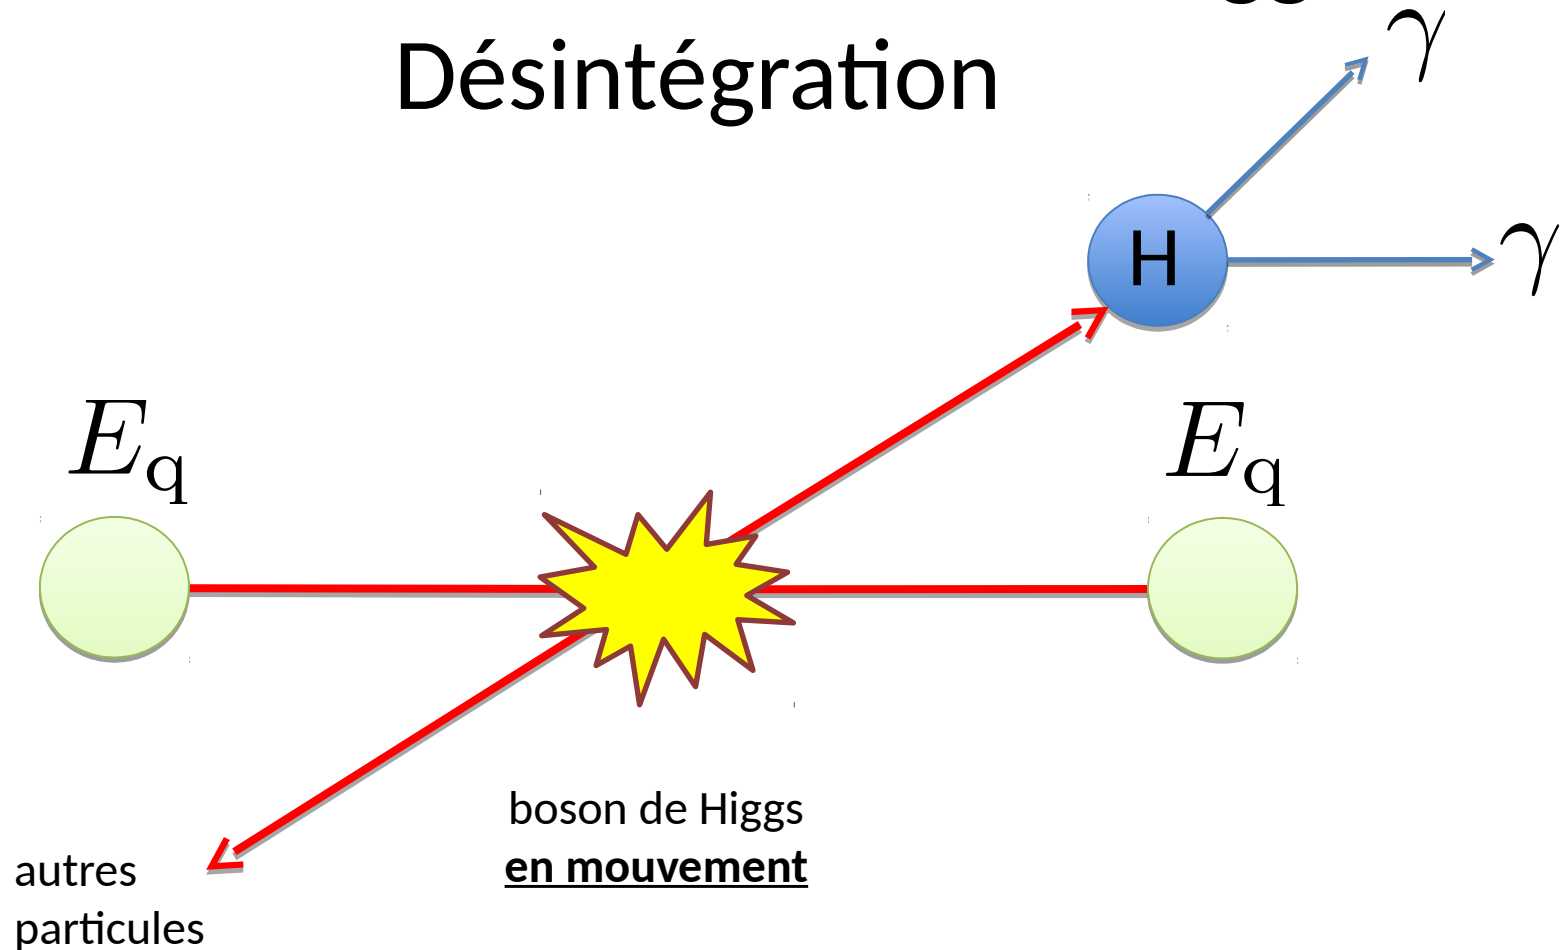 Désintégration
γ
H
γ
E_q
E_q
boson de Higgs
en mouvement
autres
particules